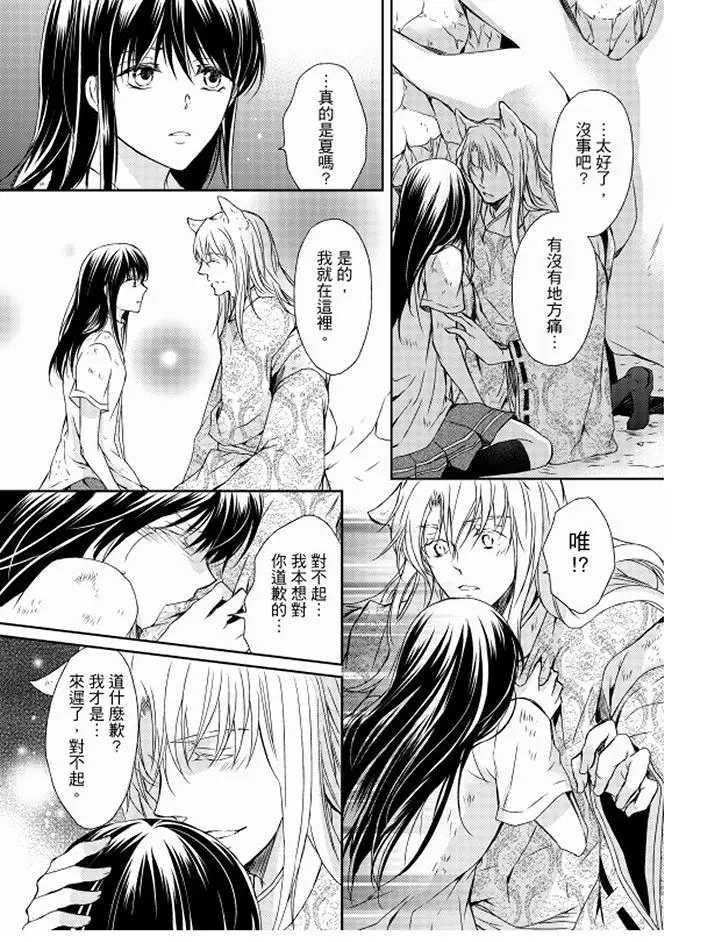 …太好了，
沒事吧？
有沒有地方痛…
…真的是夏嗎？
是的，
我就在這裡。
唯!?
對不起…
我本想對
你道歉的…
道什麼歉？
我才是…
來遲了，對不起。